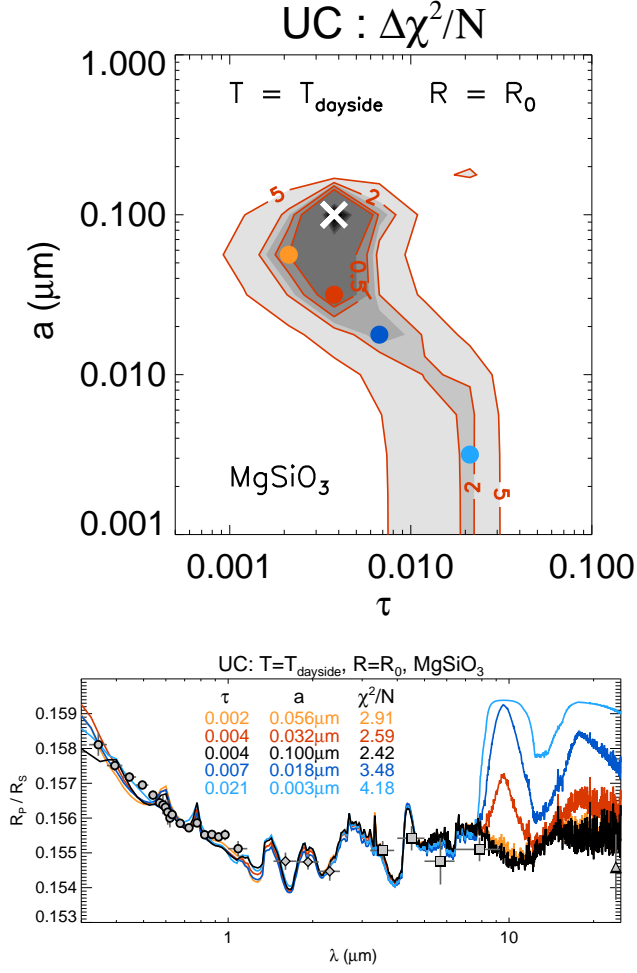 UC : Δχ²/N
1.000
T = T_dayside R = R_0
5 2
0.100
0.5
a (μm)
0.010
MgSiO_3
2 5
0.001
0.001 0.010 0.100
τ
UC: T=T_dayside, R=R_0, MgSiO_3
τ a χ²/N
0.002 0.056μm 2.91
0.004 0.032μm 2.59
0.004 0.100μm 2.42
0.007 0.018μm 3.48
0.021 0.003μm 4.18
0.159
0.158
0.157
0.156
0.155
0.154
0.153
R_P / R_S
1 10
λ (μm)